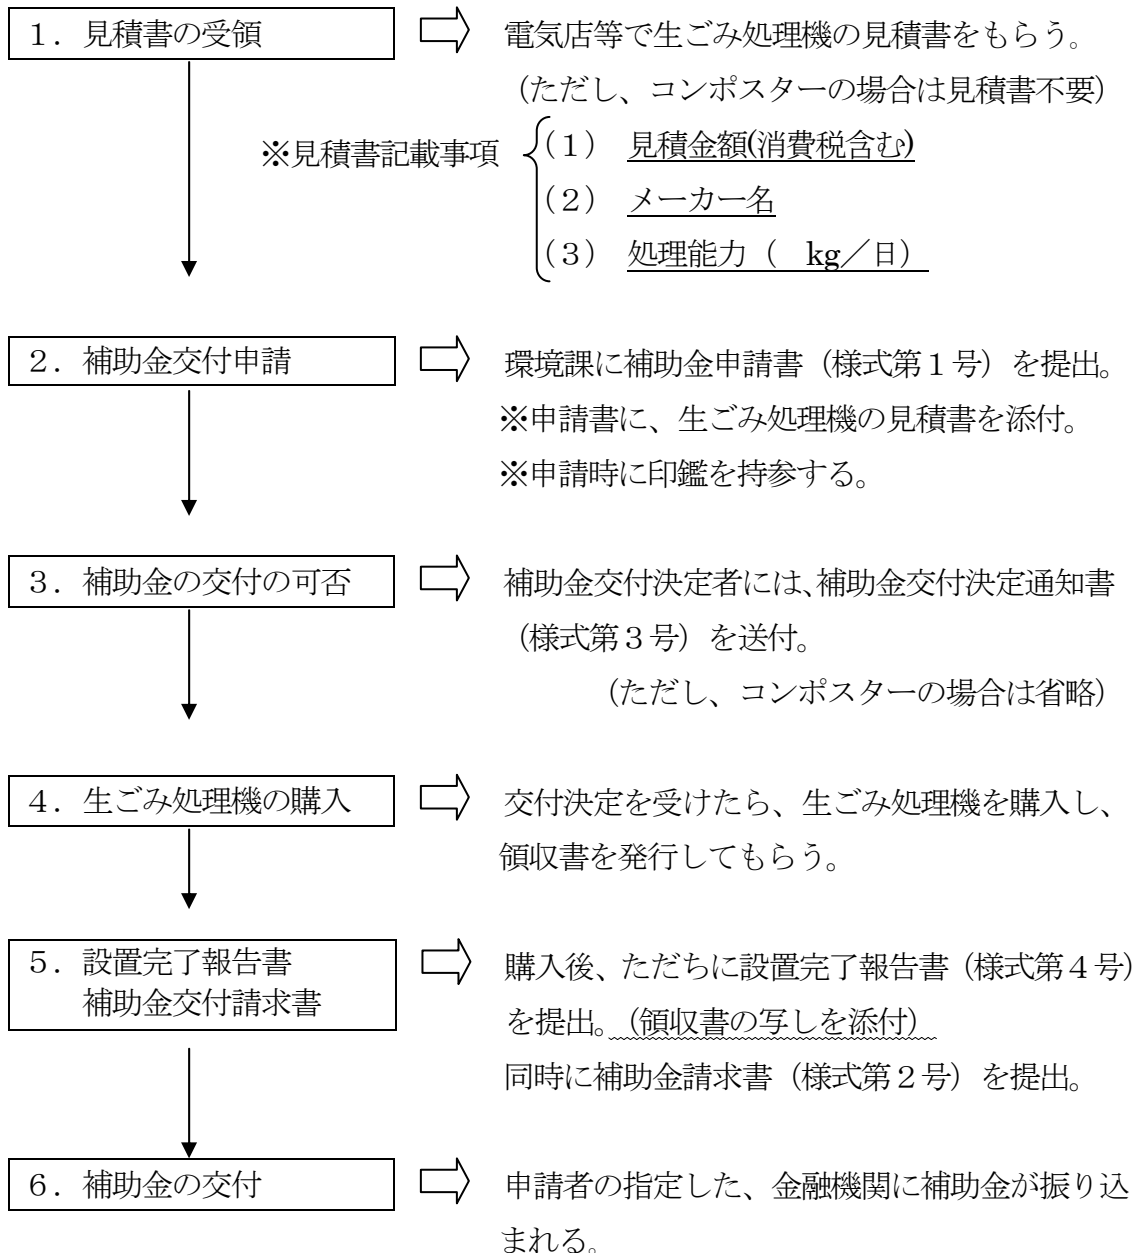 １．見積書の受領
電気店等で生ごみ処理機の見積書をもらう。
（ただし、コンポスターの場合は見積書不要）
※見積書記載事項
（１） 見積金額(消費税含む)
（２） メーカー名
（３） 処理能力（　kg／日）
２．補助金交付申請
環境課に補助金申請書（様式第１号）を提出。
※申請書に、生ごみ処理機の見積書を添付。
※申請時に印鑑を持参する。
３．補助金の交付の可否
補助金交付決定者には、補助金交付決定通知書
（様式第３号）を送付。
（ただし、コンポスターの場合は省略）
４．生ごみ処理機の購入
交付決定を受けたら、生ごみ処理機を購入し、
領収書を発行してもらう。
５．設置完了報告書
補助金交付請求書
購入後、ただちに設置完了報告書（様式第４号）
を提出。（領収書の写しを添付）
同時に補助金請求書（様式第２号）を提出。
６．補助金の交付
申請者の指定した、金融機関に補助金が振り込
まれる。